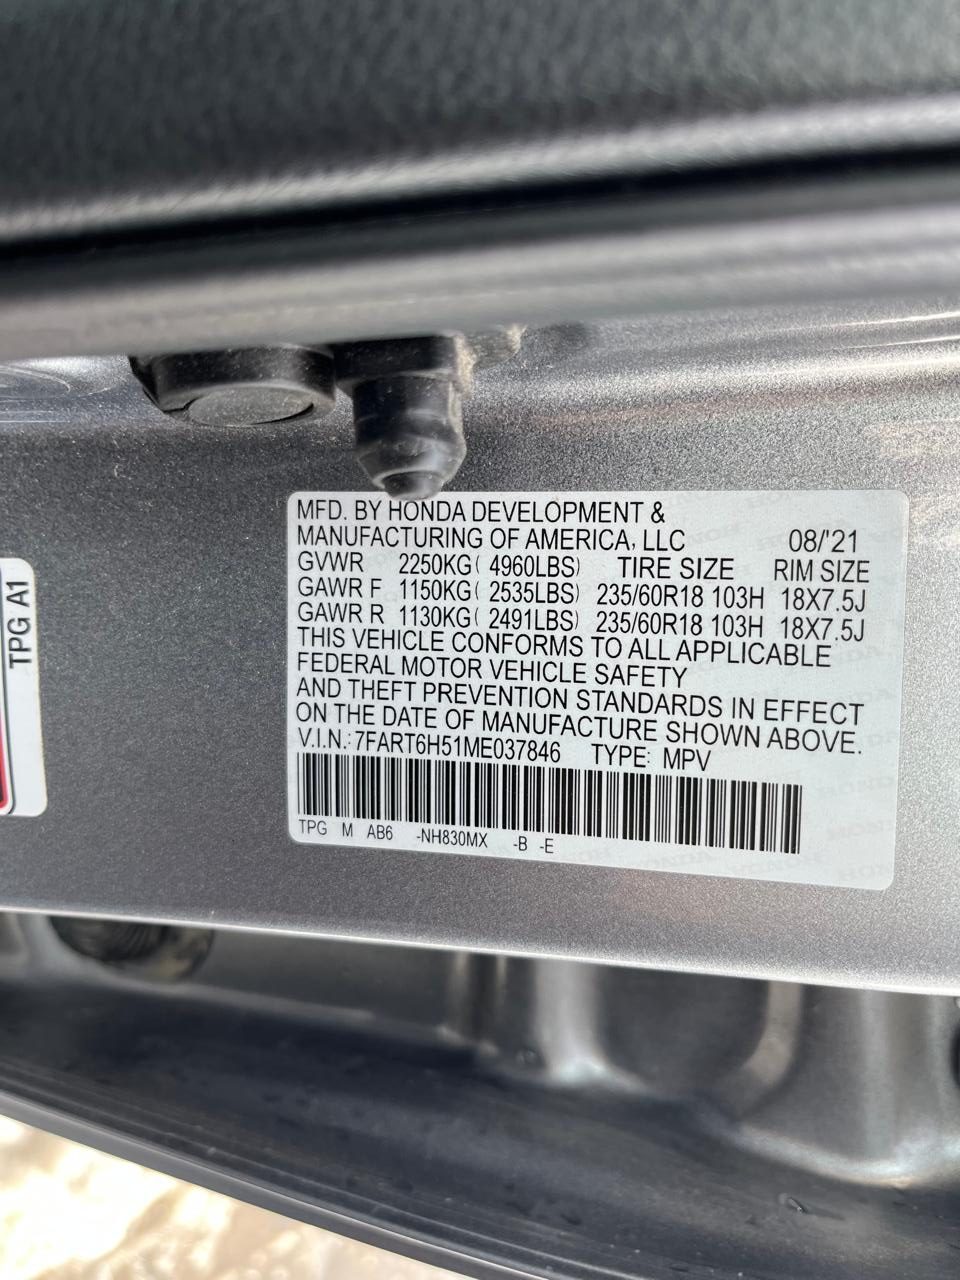 MFD. BY HONDA DEVELOPMENT &
MANUFACTURING OF AMERICA, LLC 08/'21
GVWR 2250KG( 4960LBS) TIRE SIZE RIM SIZE
GAWR F 1150KG( 2535LBS) 235/60R18 103H 18X7.5J
GAWR R 1130KG( 2491LBS) 235/60R18 103H 18X7.5J
THIS VEHICLE CONFORMS TO ALL APPLICABLE
FEDERAL MOTOR VEHICLE SAFETY
AND THEFT PREVENTION STANDARDS IN EFFECT
ON THE DATE OF MANUFACTURE SHOWN ABOVE.
V.I.N.: 7FART6H51ME037846 TYPE: MPV
TPG M AB6 -NH830MX -B -E
TPG A1